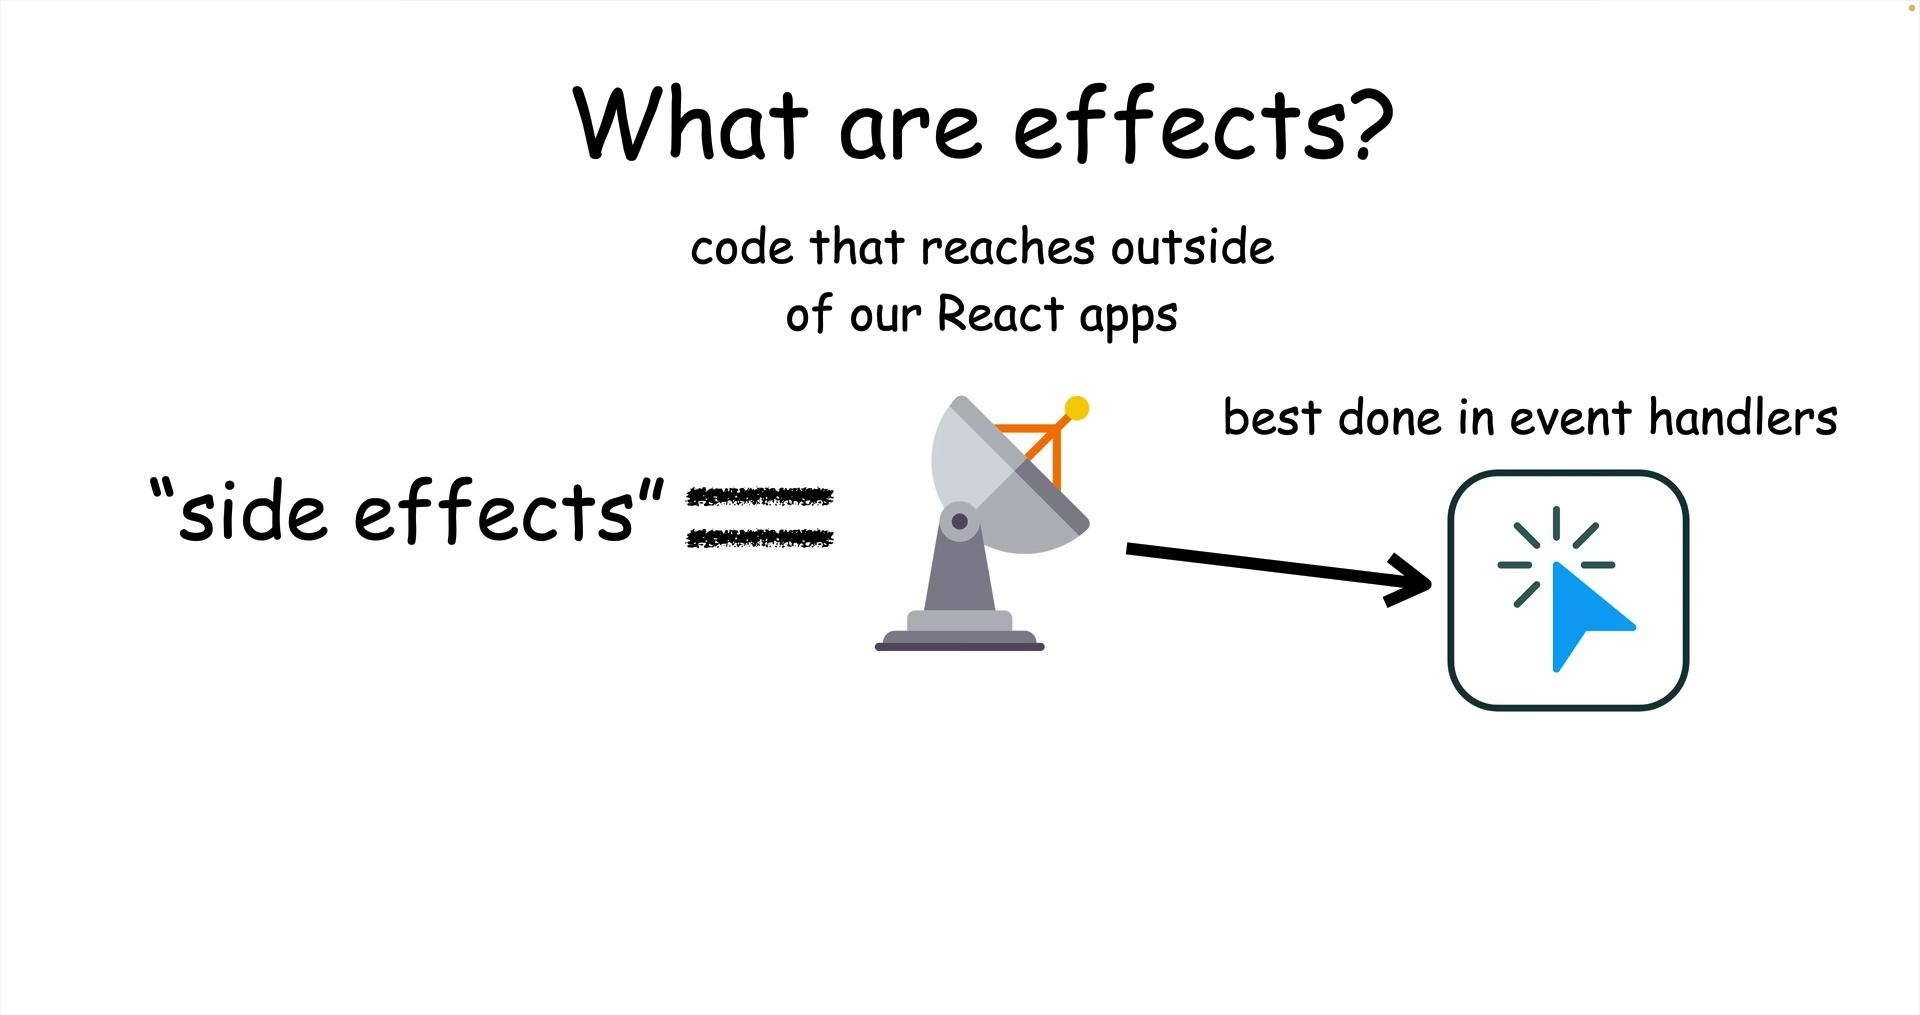 What are effects?
code that reaches outside
of our React apps
best done in event handlers
“side effects”